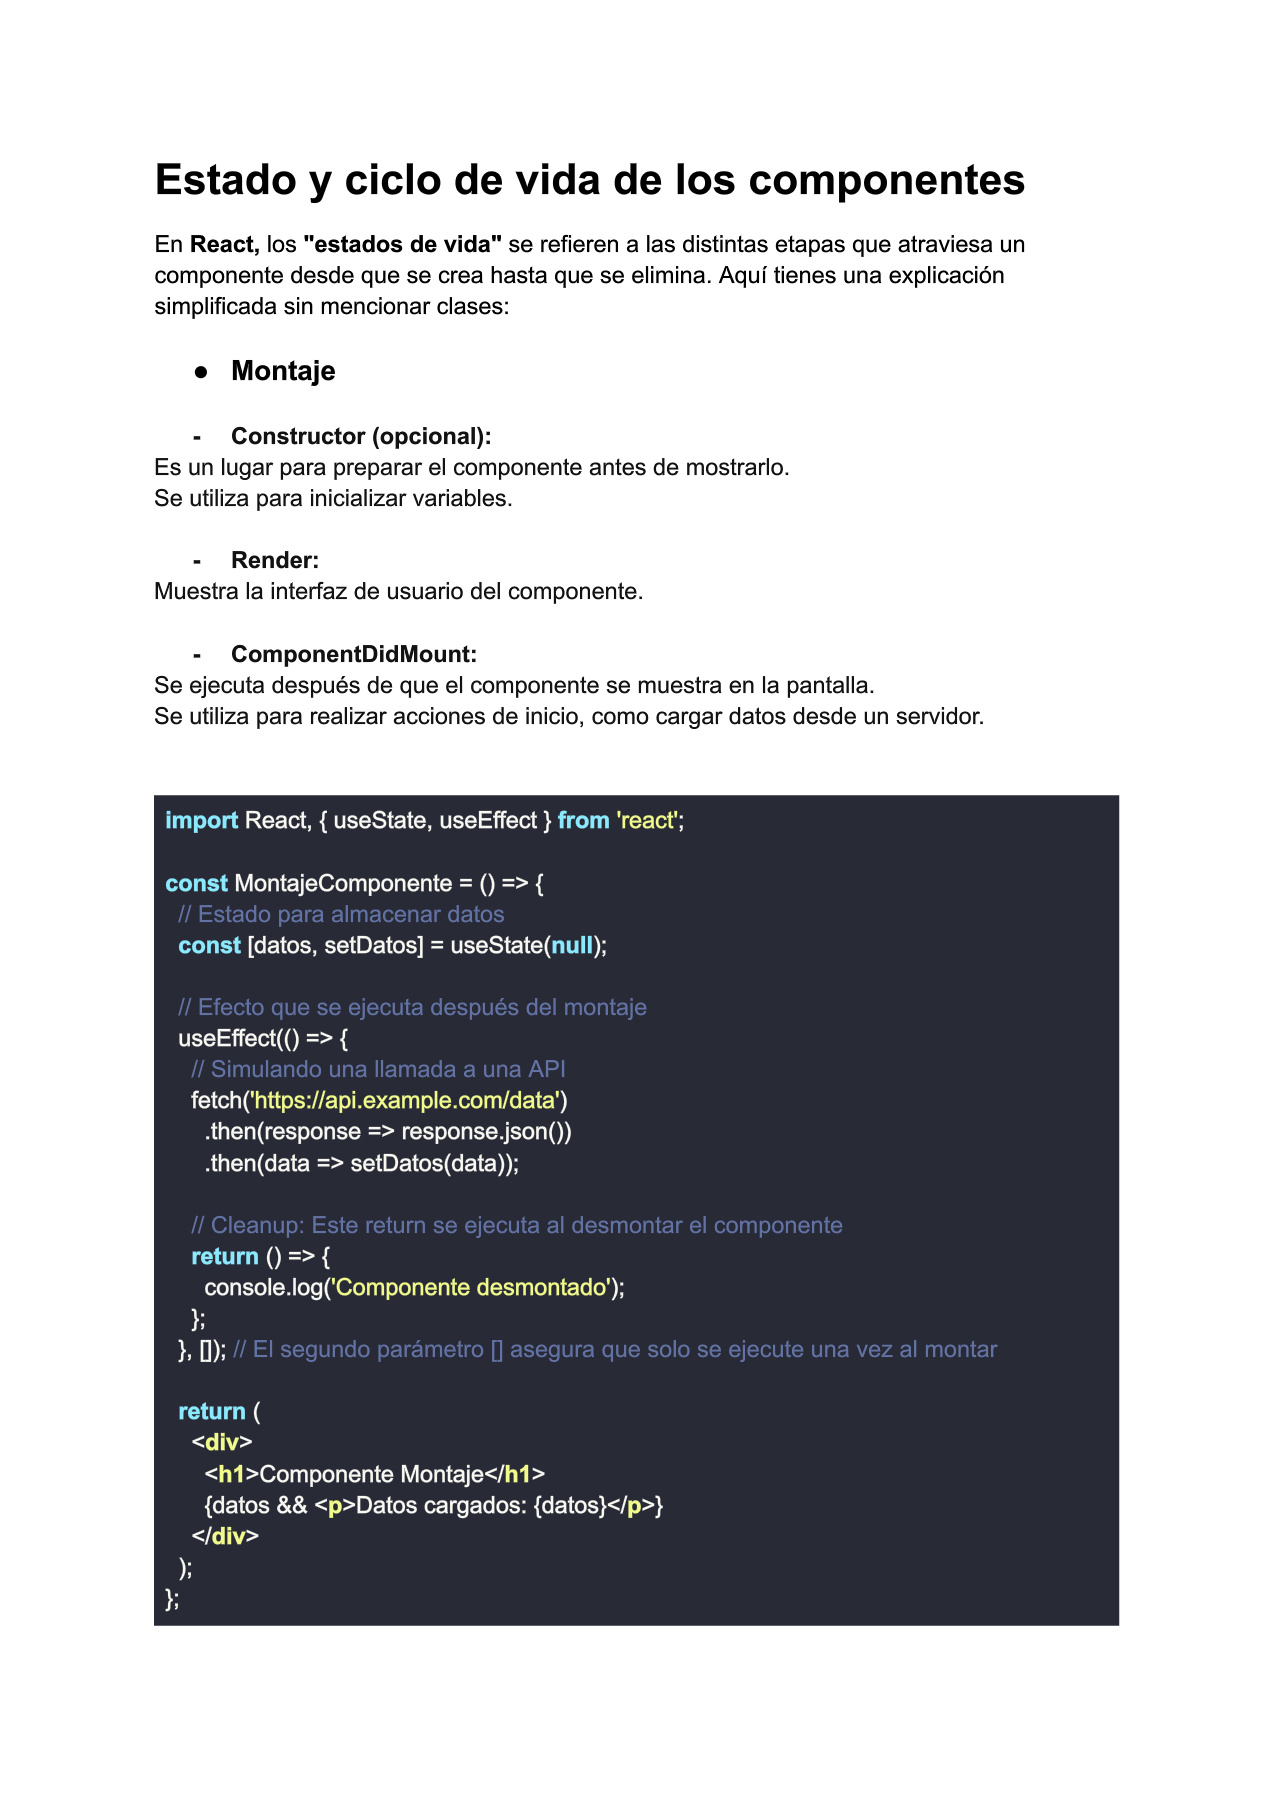 Estado y ciclo de vida de los componentes
En React, los "estados de vida" se refieren a las distintas etapas que atraviesa un
componente desde que se crea hasta que se elimina. Aquí tienes una explicación
simplificada sin mencionar clases:
● Montaje
- Constructor (opcional):
Es un lugar para preparar el componente antes de mostrarlo.
Se utiliza para inicializar variables.
- Render:
Muestra la interfaz de usuario del componente.
- ComponentDidMount:
Se ejecuta después de que el componente se muestra en la pantalla.
Se utiliza para realizar acciones de inicio, como cargar datos desde un servidor.
import React, { useState, useEffect } from 'react';
const MontajeComponente = () => {
// Estado para almacenar datos
const [datos, setDatos] = useState(null);
// Efecto que se ejecuta después del montaje
useEffect(() => {
// Simulando una llamada a una API
fetch('https://api.example.com/data')
.then(response => response.json())
.then(data => setDatos(data));
// Cleanup: Este return se ejecuta al desmontar el componente
return () => {
console.log('Componente desmontado');
};
}, []); // El segundo parámetro [] asegura que solo se ejecute una vez al montar
return (
<div>
<h1>Componente Montaje</h1>
{datos && <p>Datos cargados: {datos}</p>}
</div>
);
};